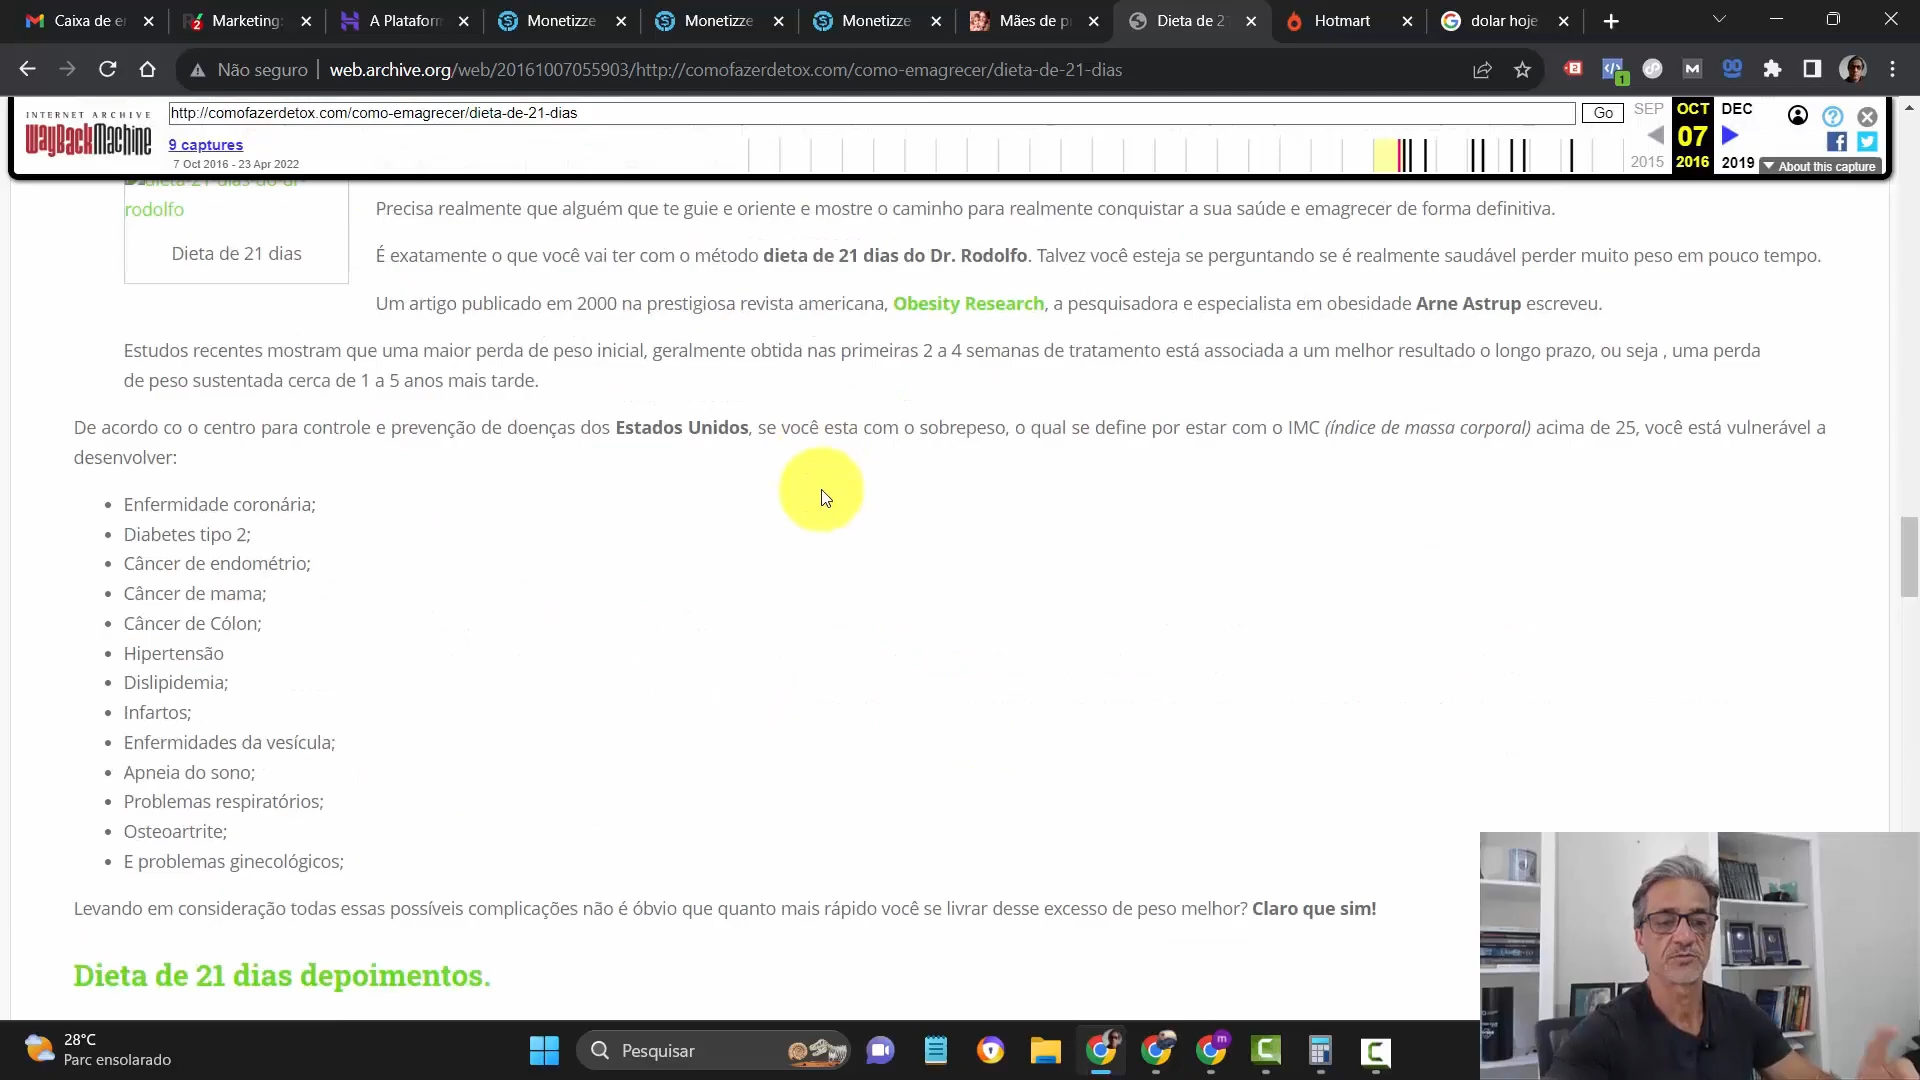 Caixa de e
Marketing
A Plataform
Monetizze
Monetizze
Monetizze
Mães de p
Dieta de 2
Hotmart
dolar hoje
Não seguro
web.archive.org/web/20161007055903/http://comofazerdetox.com/como-emagrecer/dieta-de-21-dias
1
INTERNET ARCHIVE
WayBackMachine
http://comofazerdetox.com/como-emagrecer/dieta-de-21-dias
Go
SEP
OCT
DEC
9 captures
07
7 Oct 2016 - 23 Apr 2022
2015
2016
2019
About this capture
dieta-21-dias-do-dr-
rodolfo
Dieta de 21 dias
Precisa realmente que alguém que te guie e oriente e mostre o caminho para realmente conquistar a sua saúde e emagrecer de forma definitiva.
É exatamente o que você vai ter com o método dieta de 21 dias do Dr. Rodolfo. Talvez você esteja se perguntando se é realmente saudável perder muito peso em pouco tempo.
Um artigo publicado em 2000 na prestigiosa revista americana, Obesity Research, a pesquisadora e especialista em obesidade Arne Astrup escreveu.
Estudos recentes mostram que uma maior perda de peso inicial, geralmente obtida nas primeiras 2 a 4 semanas de tratamento está associada a um melhor resultado o longo prazo, ou seja , uma perda
de peso sustentada cerca de 1 a 5 anos mais tarde.
De acordo co o centro para controle e prevenção de doenças dos Estados Unidos, se você esta com o sobrepeso, o qual se define por estar com o IMC (índice de massa corporal) acima de 25, você está vulnerável a
desenvolver:
• Enfermidade coronária;
• Diabetes tipo 2;
• Câncer de endométrio;
• Câncer de mama;
• Câncer de Cólon;
• Hipertensão
• Dislipidemia;
• Infartos;
• Enfermidades da vesícula;
• Apneia do sono;
• Problemas respiratórios;
• Osteoartrite;
• E problemas ginecológicos;
Levando em consideração todas essas possíveis complicações não é óbvio que quanto mais rápido você se livrar desse excesso de peso melhor? Claro que sim!
Dieta de 21 dias depoimentos.
28°C
Parc ensolarado
Pesquisar